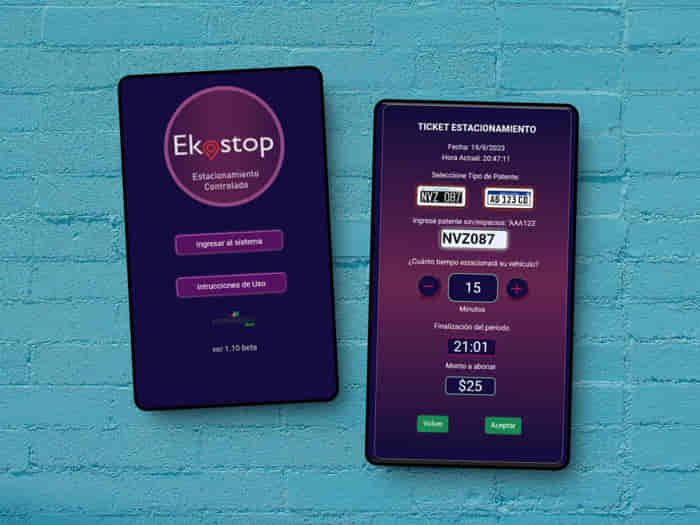 Ekostop
Estacionamiento
Controlado
Ingresar al sistema
Intrucciones de Uso
ver 1.10 beta
TICKET ESTACIONAMIENTO
Fecha: 19/9/2023
Hora Actual: 20:47:11
Seleccione Tipo de Patente:
NVZ 087
AB 123 CD
Ingrese patente sin/espacios: 'AAA123'
NVZ087
¿Cuánto tiempo estacionará su vehículo?
15
Minutos
Finalización del período
21:01
Monto a abonar
$25
Volver
Aceptar